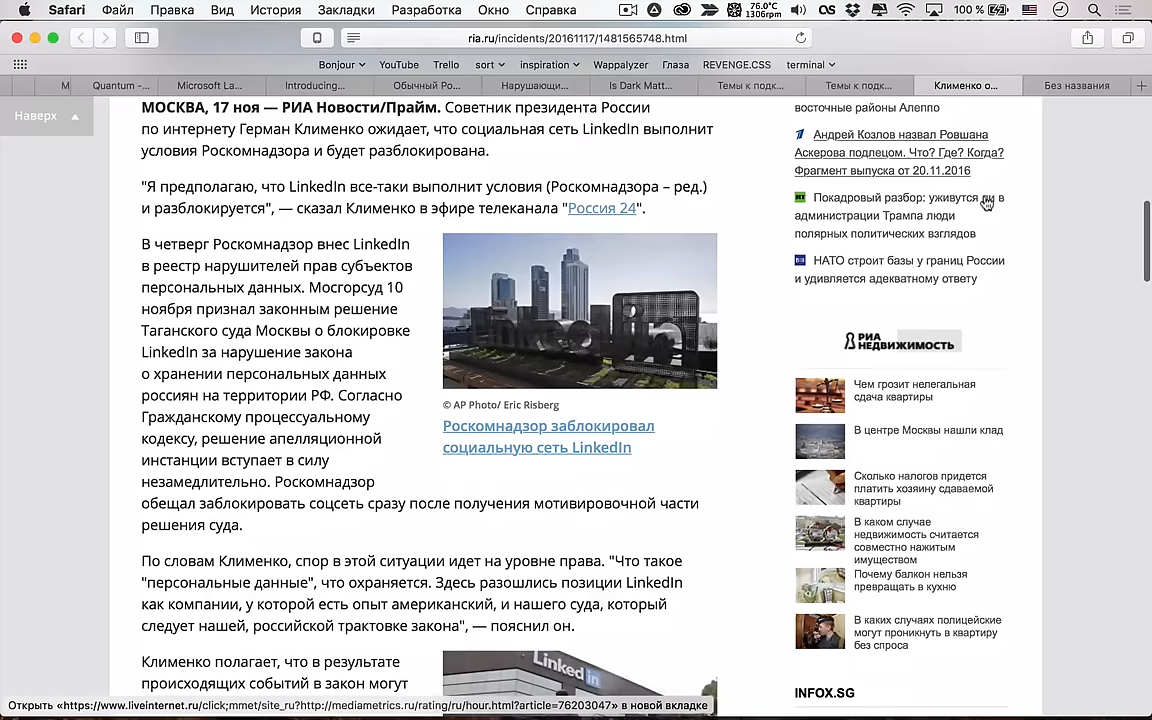 Safari Файл Правка Вид История Закладки Разработка Окно Справка 76.0°C 1306rpm 100 %
ria.ru/incidents/20161117/1481565748.html
Bonjour YouTube Trello sort inspiration Wappalyzer Глаза REVENGE.CSS terminal
M Quantum -... Microsoft La... Introducing... Обычный Ро... Нарушающи... Is Dark Matt... Темы к подк... Темы к подк... Клименко о... Без названия
Наверх
МОСКВА, 17 ноя — РИА Новости/Прайм. Советник президента России
по интернету Герман Клименко ожидает, что социальная сеть LinkedIn выполнит
условия Роскомнадзора и будет разблокирована.
"Я предполагаю, что LinkedIn все-таки выполнит условия (Роскомнадзора – ред.)
и разблокируется", — сказал Клименко в эфире телеканала "Россия 24".
В четверг Роскомнадзор внес LinkedIn
в реестр нарушителей прав субъектов
персональных данных. Мосгорсуд 10
ноября признал законным решение
Таганского суда Москвы о блокировке
LinkedIn за нарушение закона
о хранении персональных данных
россиян на территории РФ. Согласно
Гражданскому процессуальному
кодексу, решение апелляционной
инстанции вступает в силу
незамедлительно. Роскомнадзор
обещал заблокировать соцсеть сразу после получения мотивировочной части
решения суда.
LinkedIn
© AP Photo/ Eric Risberg
Роскомнадзор заблокировал
социальную сеть LinkedIn
По словам Клименко, спор в этой ситуации идет на уровне права. "Что такое
"персональные данные", что охраняется. Здесь разошлись позиции LinkedIn
как компании, у которой есть опыт американский, и нашего суда, который
следует нашей, российской трактовке закона", — пояснил он.
Клименко полагает, что в результате
происходящих событий в закон могут
Linked in
восточные районы Алеппо
Андрей Козлов назвал Ровшана
Аскерова подлецом. Что? Где? Когда?
Фрагмент выпуска от 20.11.2016
Покадровый разбор: уживутся ли в
администрации Трампа люди
полярных политических взглядов
НАТО строит базы у границ России
и удивляется адекватному ответу
РИА
НЕДВИЖИМОСТЬ
Чем грозит нелегальная
сдача квартиры
В центре Москвы нашли клад
Сколько налогов придется
платить хозяину сдаваемой
квартиры
В каком случае
недвижимость считается
совместно нажитым
имуществом
Почему балкон нельзя
превращать в кухню
В каких случаях полицейские
могут проникнуть в квартиру
без спроса
INFOX.SG
Открыть «https://www.liveinternet.ru/click;mmet/site_ru?http://mediametrics.ru/rating/ru/hour.html?article=76203047» в новой вкладке